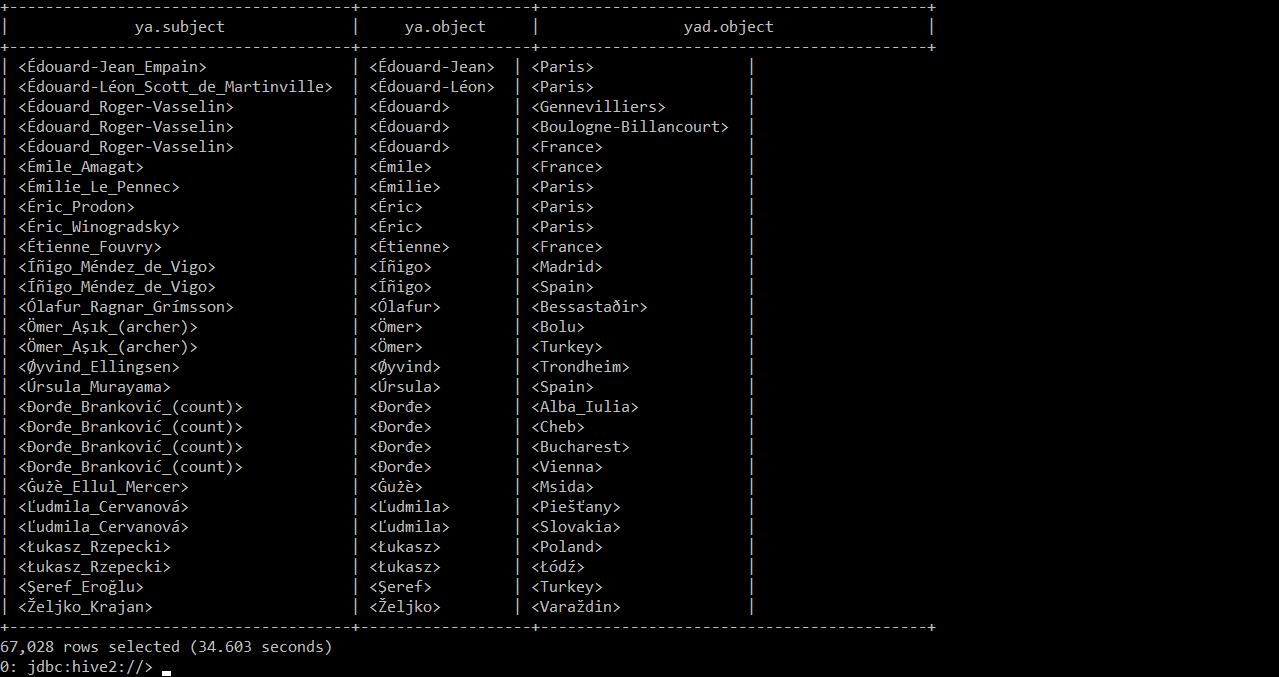 +--------------------------------------+-------------------+-------------------------------------------+
| ya.subject | ya.object | yad.object |
+--------------------------------------+-------------------+-------------------------------------------+
| <Édouard-Jean_Empain> | <Édouard-Jean> | <Paris> |
| <Édouard-Léon_Scott_de_Martinville> | <Édouard-Léon> | <Paris> |
| <Édouard_Roger-Vasselin> | <Édouard> | <Gennevilliers> |
| <Édouard_Roger-Vasselin> | <Édouard> | <Boulogne-Billancourt> |
| <Édouard_Roger-Vasselin> | <Édouard> | <France> |
| <Émile_Amagat> | <Émile> | <France> |
| <Émilie_Le_Pennec> | <Émilie> | <Paris> |
| <Éric_Prodon> | <Éric> | <Paris> |
| <Éric_Winogradsky> | <Éric> | <Paris> |
| <Étienne_Fouvry> | <Étienne> | <France> |
| <Íñigo_Méndez_de_Vigo> | <Íñigo> | <Madrid> |
| <Íñigo_Méndez_de_Vigo> | <Íñigo> | <Spain> |
| <Ólafur_Ragnar_Grímsson> | <Ólafur> | <Bessastaðir> |
| <Ömer_Aşık_(archer)> | <Ömer> | <Bolu> |
| <Ömer_Aşık_(archer)> | <Ömer> | <Turkey> |
| <Øyvind_Ellingsen> | <Øyvind> | <Trondheim> |
| <Úrsula_Murayama> | <Úrsula> | <Spain> |
| <Đorđe_Branković_(count)> | <Đorđe> | <Alba_Iulia> |
| <Đorđe_Branković_(count)> | <Đorđe> | <Cheb> |
| <Đorđe_Branković_(count)> | <Đorđe> | <Bucharest> |
| <Đorđe_Branković_(count)> | <Đorđe> | <Vienna> |
| <Ġużè_Ellul_Mercer> | <Ġużè> | <Msida> |
| <Ľudmila_Cervanová> | <Ľudmila> | <Piešťany> |
| <Ľudmila_Cervanová> | <Ľudmila> | <Slovakia> |
| <Łukasz_Rzepecki> | <Łukasz> | <Poland> |
| <Łukasz_Rzepecki> | <Łukasz> | <Łódź> |
| <Şeref_Eroğlu> | <Şeref> | <Turkey> |
| <Željko_Krajan> | <Željko> | <Varaždin> |
+--------------------------------------+-------------------+-------------------------------------------+
67,028 rows selected (34.603 seconds)
0: jdbc:hive2://>